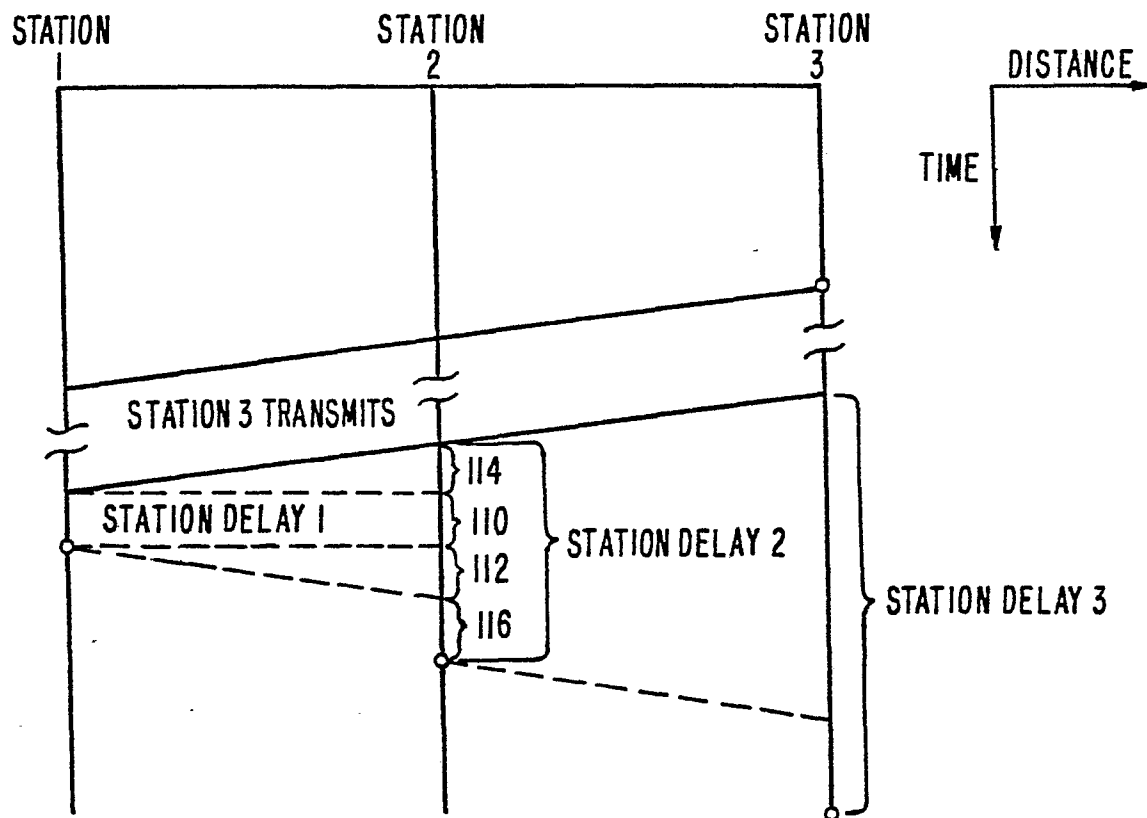 STATION
1
STATION
2
STATION
3
DISTANCE
TIME
STATION 3 TRANSMITS
114
STATION DELAY 1
110
STATION DELAY 2
112
STATION DELAY 3
116